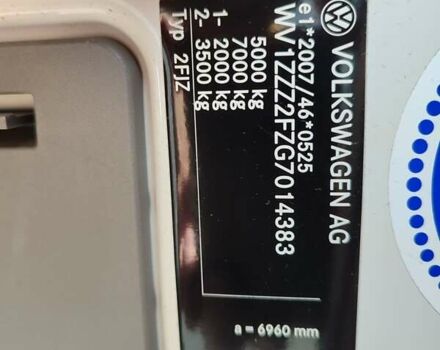 VOLKSWAGEN AG
e1*2007/46*0525
WV1ZZZ2FZG7014383
5000 kg
7000 kg
1- 2000 kg
2- 3500 kg
Typ 2FJZ
a = 6960 mm